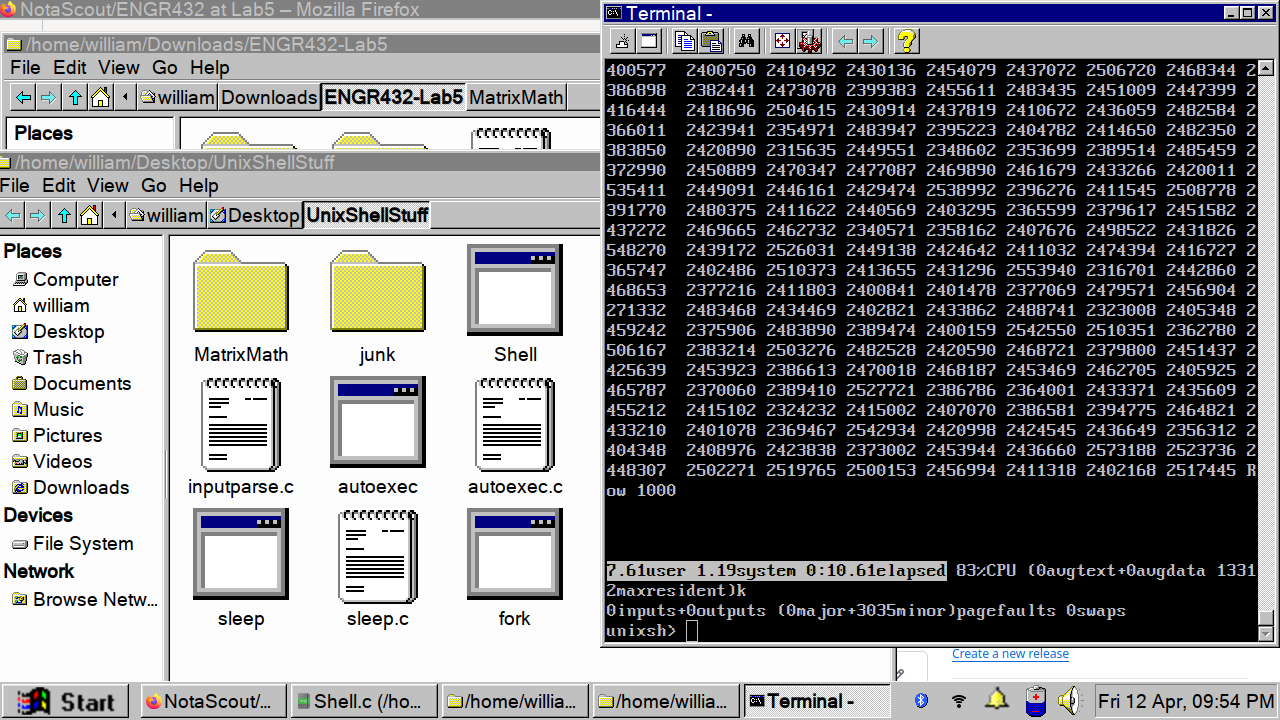 NotaScout/ENGR432 at Lab5 – Mozilla Firefox
/home/william/Downloads/ENGR432-Lab5
File Edit View Go Help
william Downloads ENGR432-Lab5 MatrixMath
Places
/home/william/Desktop/UnixShellStuff
File Edit View Go Help
william Desktop UnixShellStuff
Places
Computer
william
Desktop
Trash
Documents
Music
Pictures
Videos
Downloads
Devices
File System
Network
Browse Netw...
MatrixMath junk Shell
inputparse.c autoexec autoexec.c
sleep sleep.c fork
Terminal -
400577 2400750 2410492 2430136 2454079 2437072 2506720 2468344 2
386898 2382441 2473078 2399383 2455611 2483435 2451009 2447399 2
416444 2418696 2504615 2430914 2437819 2410672 2436059 2482584 2
366011 2423941 2354971 2483947 2395223 2404782 2414650 2482350 2
383850 2420890 2315635 2449551 2348602 2353699 2389514 2485459 2
372990 2450889 2470347 2477087 2469890 2461679 2433266 2420011 2
535411 2449091 2446161 2429474 2538992 2396276 2411545 2508778 2
391770 2480375 2411622 2440569 2403295 2365599 2379617 2451582 2
437272 2469665 2462732 2340571 2358162 2407676 2498522 2431826 2
548270 2439172 2526031 2449138 2424642 2411032 2474394 2416727 2
365747 2402486 2510373 2413655 2431296 2553940 2316701 2442860 2
468653 2377216 2411803 2400841 2401478 2377069 2479571 2456904 2
271332 2483468 2434469 2402821 2433862 2488741 2323008 2405348 2
459242 2375906 2483890 2389474 2400159 2542550 2510351 2362780 2
506167 2383214 2503276 2482528 2420590 2468721 2379800 2451437 2
425639 2453923 2386613 2470018 2468187 2453469 2462705 2405925 2
465787 2370060 2389410 2527721 2386786 2364001 2433371 2435609 2
455212 2415102 2324232 2415002 2407070 2386581 2394775 2464821 2
433210 2401078 2369467 2542934 2420998 2424545 2436649 2356312 2
404348 2408976 2423838 2373002 2453944 2436660 2573188 2523736 2
448307 2502271 2519765 2500153 2456994 2411318 2402168 2517445 R
ow 1000
7.61user 1.19system 0:10.61elapsed 83%CPU (0avgtext+0avgdata 1331
2maxresident)k
0inputs+0outputs (0major+3035minor)pagefaults 0swaps
unixsh>
Create a new release
Start NotaScout/... Shell.c (/ho... /home/willia... /home/willia... Terminal - Fri 12 Apr, 09:54 PM